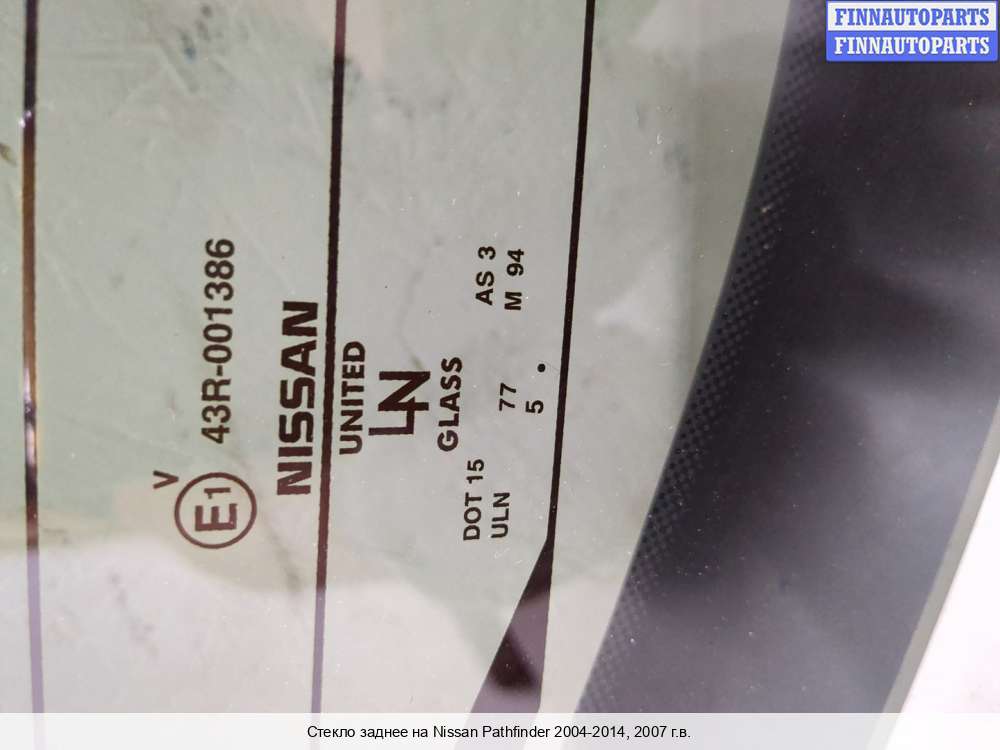 FINNAUTOPARTS
FINNAUTOPARTS
V
E1 43R-001386
NISSAN
UNITED
LN
GLASS
DOT 15 AS 3
ULN 77 M 94
5 .
Стекло заднее на Nissan Pathfinder 2004-2014, 2007 г.в.